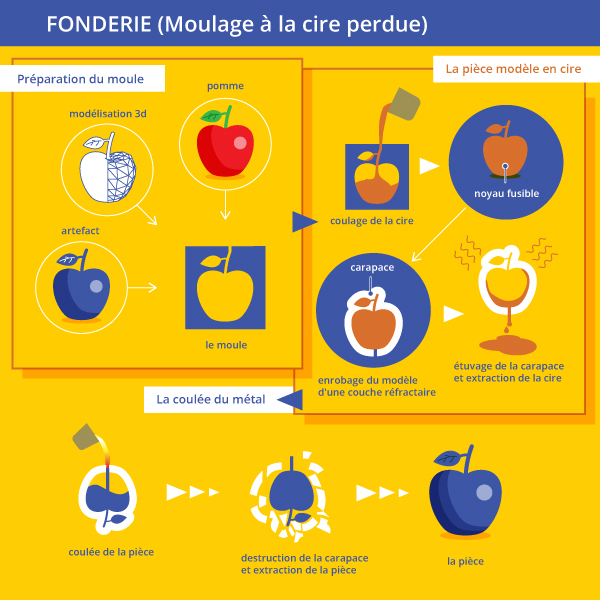 FONDERIE (Moulage à la cire perdue)
Préparation du moule
pomme
modélisation 3d
artefact
le moule
La pièce modèle en cire
coulage de la cire
noyau fusible
carapace
enrobage du modèle
d'une couche réfractaire
étuvage de la carapace
et extraction de la cire
La coulée du métal
coulée de la pièce
destruction de la carapace
et extraction de la pièce
la pièce